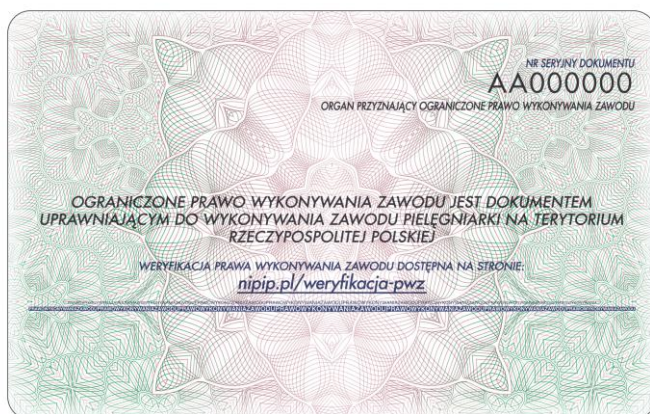 NR SERYJNY DOKUMENTU
AA000000
ORGAN PRZYZNAJĄCY OGRANICZONE PRAWO WYKONYWANIA ZAWODU
OGRANICZONE PRAWO WYKONYWANIA ZAWODU JEST DOKUMENTEM
UPRAWNIAJĄCYM DO WYKONYWANIA ZAWODU PIELĘGNIARKI NA TERYTORIUM
RZECZYPOSPOLITEJ POLSKIEJ
WERYFIKACJA PRAWA WYKONYWANIA ZAWODU DOSTĘPNA NA STRONIE:
nipip.pl/weryfikacja-pwz